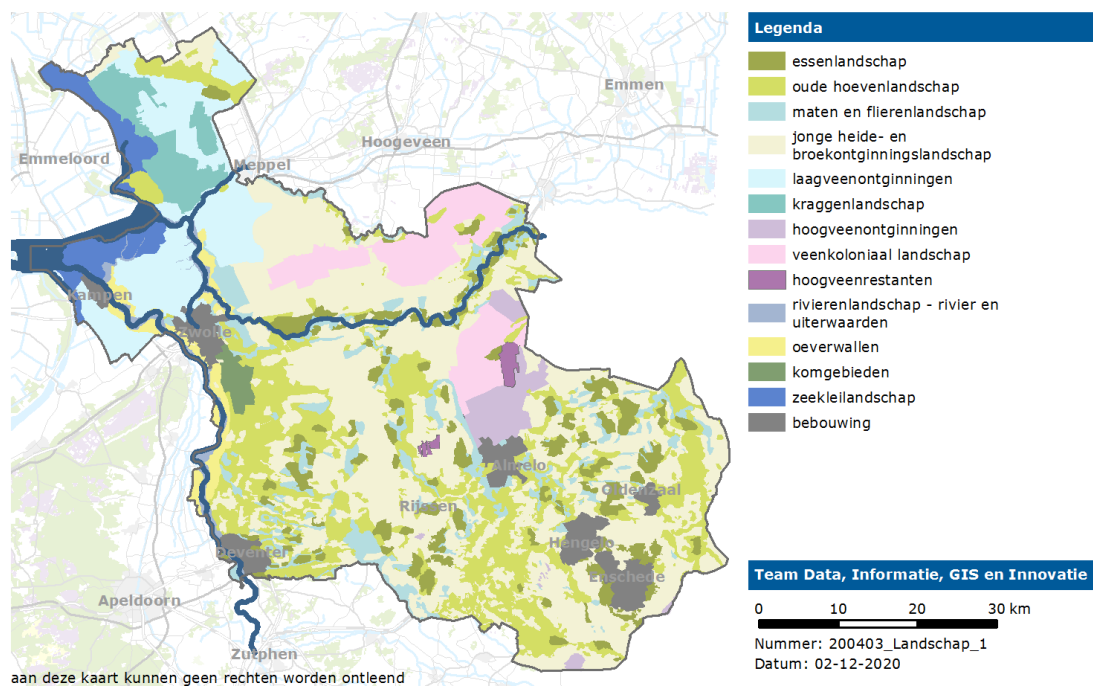 Emmen
Hoogeveen
Emmeloord
Meppel
Kampen
Zwolle
Almelo
Oldenzaal
Rijssen
Hengelo
Deventer
Enschede
Apeldoorn
Zutphen
aan deze kaart kunnen geen rechten worden ontleend
Legenda
essenlandschap
oude hoevenlandschap
maten en flierenlandschap
jonge heide- en
broekontginningslandschap
laagveenontginningen
kraggenlandschap
hoogveenontginningen
veenkoloniaal landschap
hoogveenrestanten
rivierenlandschap - rivier en
uiterwaarden
oeverwallen
komgebieden
zeekleilandschap
bebouwing
Team Data, Informatie, GIS en Innovatie
0 10 20 30 km
Nummer: 200403_Landschap_1
Datum: 02-12-2020